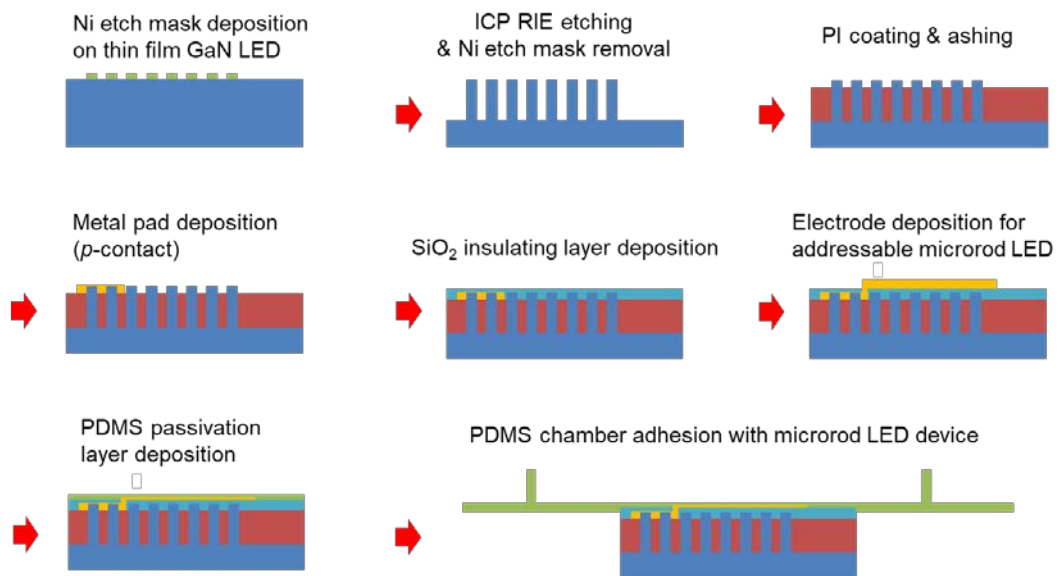 Ni etch mask deposition
on thin film GaN LED
ICP RIE etching
& Ni etch mask removal
PI coating & ashing
Metal pad deposition
(p-contact)
SiO₂ insulating layer deposition
Electrode deposition for
addressable microrod LED
PDMS passivation
layer deposition
PDMS chamber adhesion with microrod LED device